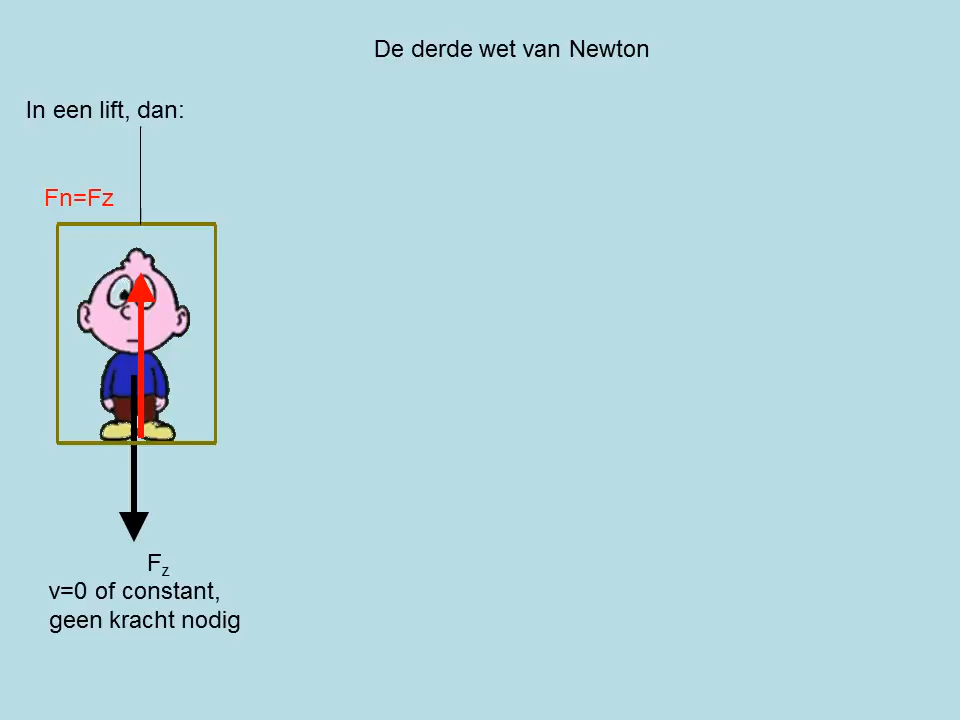 De derde wet van Newton
In een lift, dan:
Fn=Fz
Fz
v=0 of constant,
geen kracht nodig